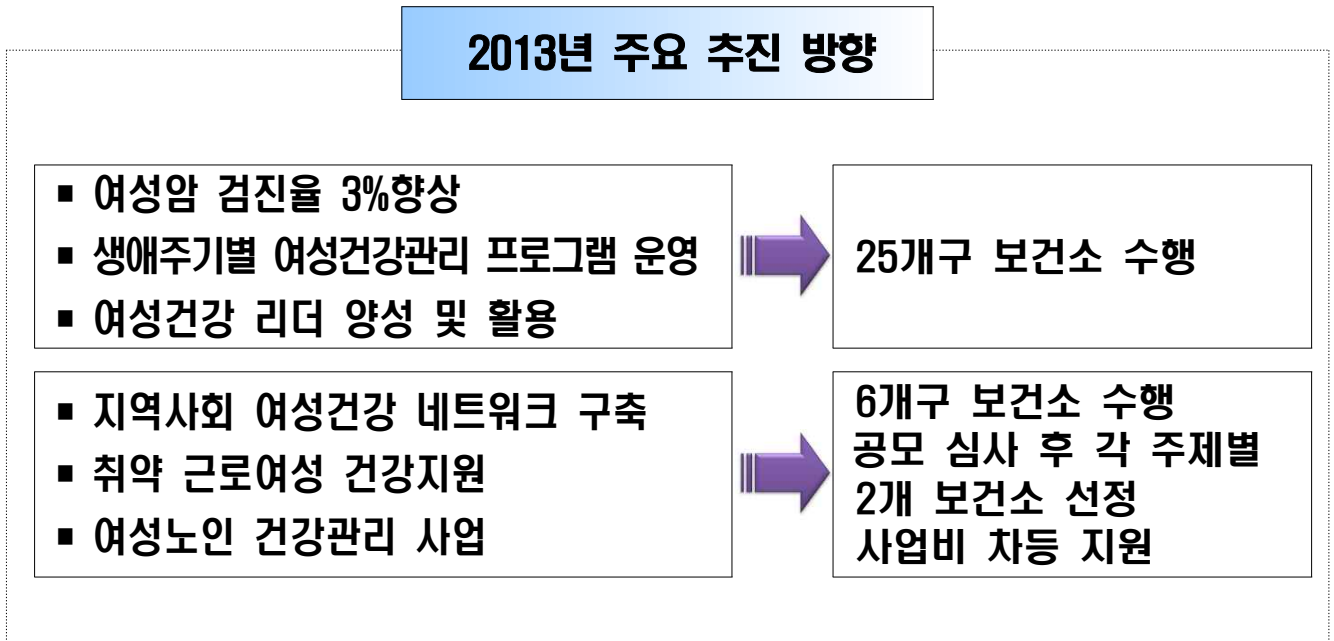 2013년 주요 추진 방향
▪ 여성암 검진율 3%향상
▪ 생애주기별 여성건강관리 프로그램 운영
▪ 여성건강 리더 양성 및 활용
25개구 보건소 수행
▪ 지역사회 여성건강 네트워크 구축
▪ 취약 근로여성 건강지원
▪ 여성노인 건강관리 사업
6개구 보건소 수행
공모 심사 후 각 주제별
2개 보건소 선정
사업비 차등 지원